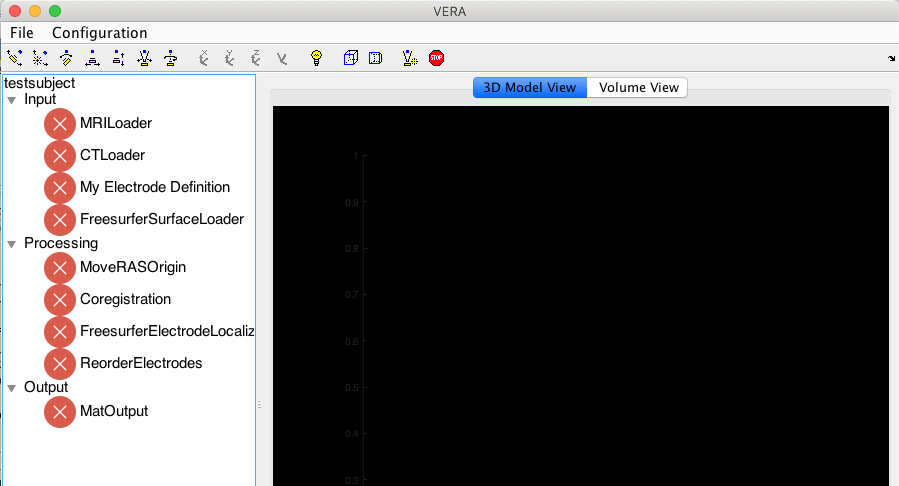 VERA
File Configuration
STOP
testsubject
Input
MRILoader
CTLoader
My Electrode Definition
FreesurferSurfaceLoader
Processing
MoveRASOrigin
Coregistration
FreesurferElectrodeLocaliz
ReorderElectrodes
Output
MatOutput
3D Model View Volume View
1
0.9
0.8
0.7
0.6
0.5
0.4
0.3